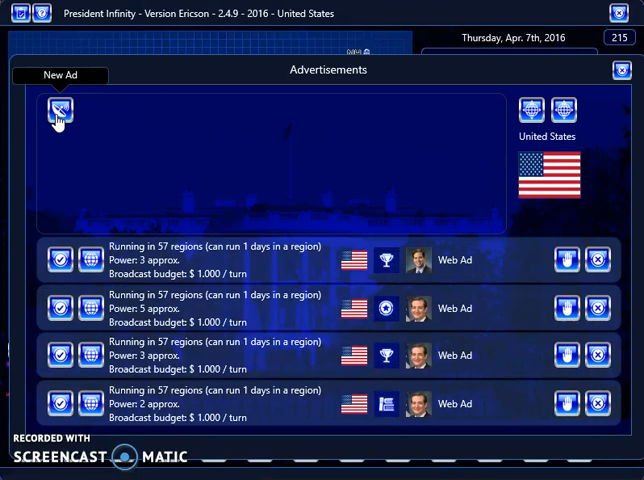 President Infinity - Version Ericson - 2.4.9 - 2016 - United States
Thursday, Apr. 7th, 2016
215
Advertisements
New Ad
United States
Running in 57 regions (can run 1 days in a region)
Power: 3 approx.
Broadcast budget: $ 1.000 / turn
Web Ad
Running in 57 regions (can run 1 days in a region)
Power: 5 approx.
Broadcast budget: $ 1.000 / turn
Web Ad
Running in 57 regions (can run 1 days in a region)
Power: 3 approx.
Broadcast budget: $ 1.000 / turn
Web Ad
Running in 57 regions (can run 1 days in a region)
Power: 2 approx.
Broadcast budget: $ 1.000 / turn
Web Ad
RECORDED WITH
SCREENCAST MATIC